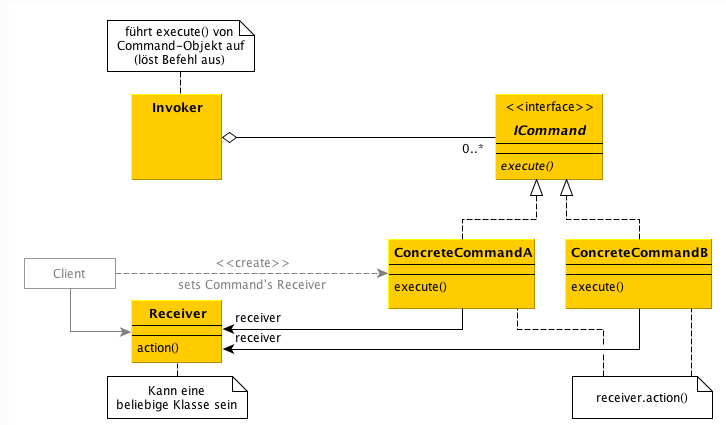 führt execute() von
Command-Objekt auf
(löst Befehl aus)
Invoker
<<interface>>
ICommand
0..*
execute()
ConcreteCommandA
ConcreteCommandB
<<create>>
Client
sets Command's Receiver
execute()
execute()
Receiver
receiver
receiver
action()
Kann eine
beliebige Klasse sein
receiver.action()